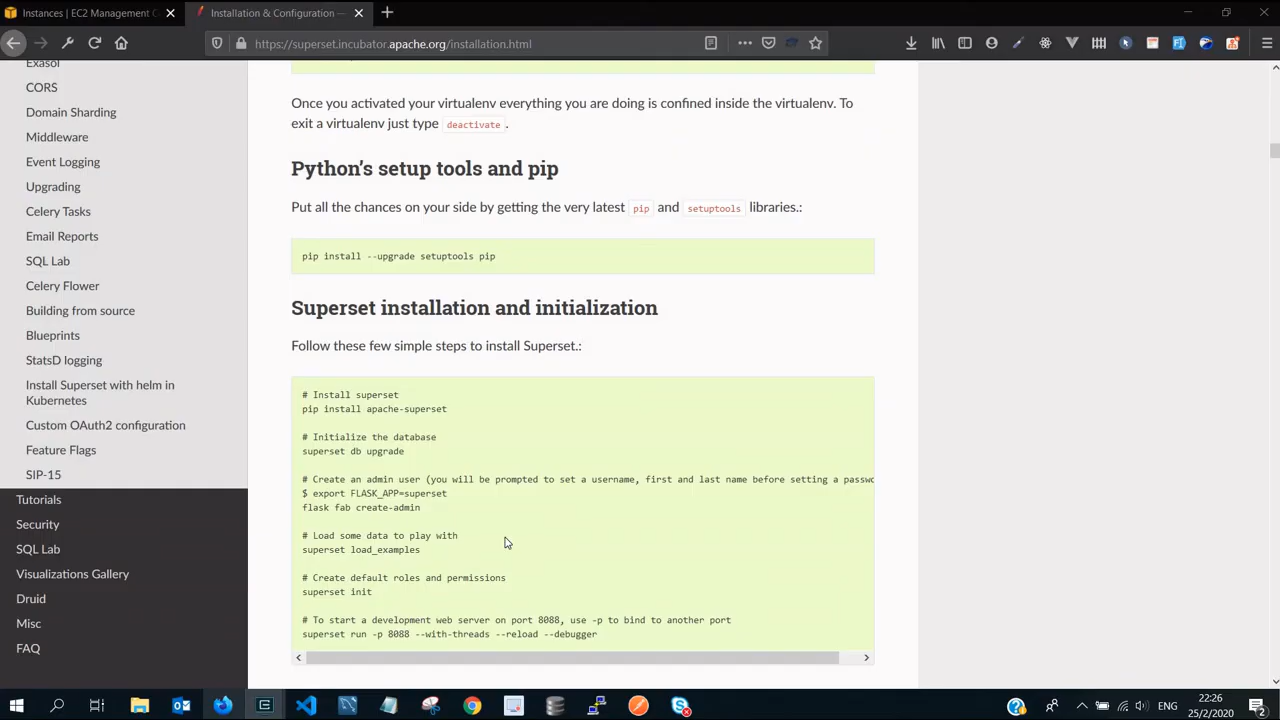 Instances | EC2 Management C
Installation & Configuration —
https://superset.incubator.apache.org/installation.html
Exasol
CORS
Domain Sharding
Middleware
Event Logging
Upgrading
Celery Tasks
Email Reports
SQL Lab
Celery Flower
Building from source
Blueprints
StatsD logging
Install Superset with helm in
Kubernetes
Custom OAuth2 configuration
Feature Flags
SIP-15
Tutorials
Security
SQL Lab
Visualizations Gallery
Druid
Misc
FAQ
Once you activated your virtualenv everything you are doing is confined inside the virtualenv. To
exit a virtualenv just type deactivate .
Python’s setup tools and pip
Put all the chances on your side by getting the very latest pip and setuptools libraries.:
pip install --upgrade setuptools pip
Superset installation and initialization
Follow these few simple steps to install Superset.:
# Install superset
pip install apache-superset
# Initialize the database
superset db upgrade
# Create an admin user (you will be prompted to set a username, first and last name before setting a passwo
$ export FLASK_APP=superset
flask fab create-admin
# Load some data to play with
superset load_examples
# Create default roles and permissions
superset init
# To start a development web server on port 8088, use -p to bind to another port
superset run -p 8088 --with-threads --reload --debugger
ENG
22:26
25/2/2020
2